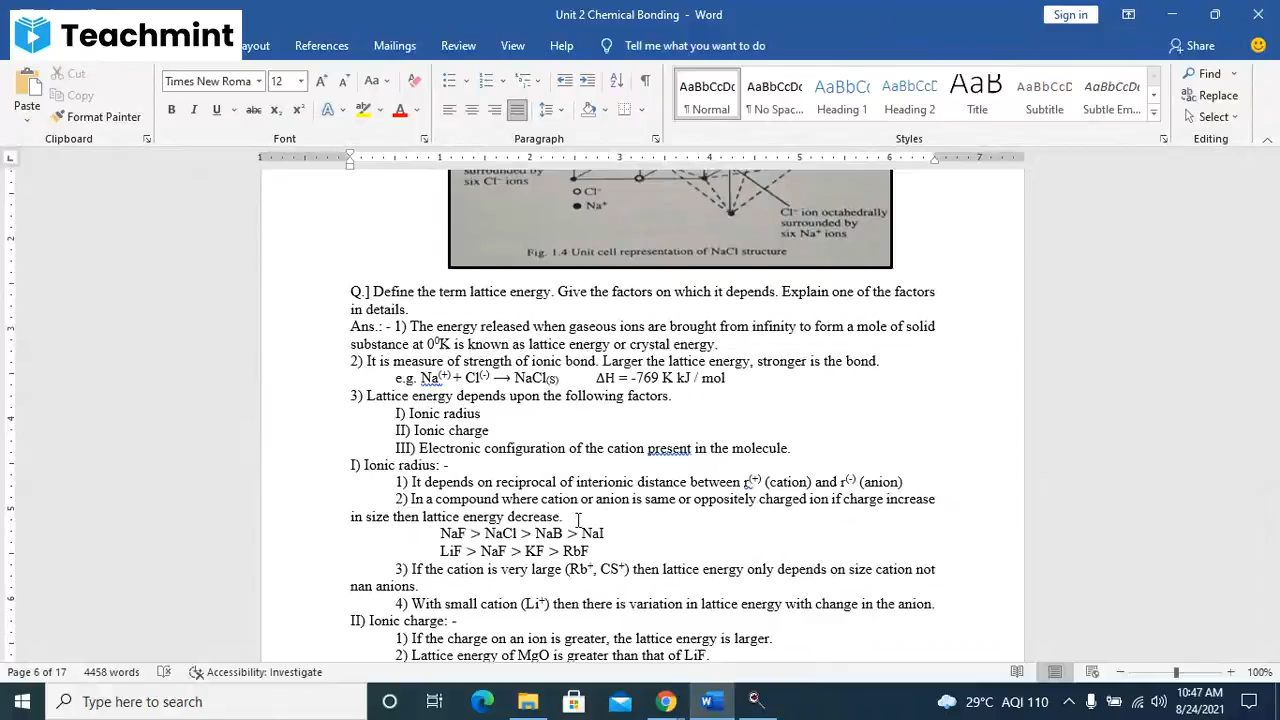 Unit 2 Chemical Bonding - Word
Sign in
Teachmint
ayout References Mailings Review View Help Tell me what you want to do
Share
Cut
Copy
Paste
Format Painter
Times New Roma 12
Aa
B I U abc X₂ X²
AaBbCcDc AaBbCcDc AaBbCc AaBbCcC AaB AaBbCcC AaBbCcDc
¶ Normal ¶ No Spac... Heading 1 Heading 2 Title Subtitle Subtle Em...
Find
Replace
Select
Clipboard Font Paragraph Styles Editing
1 1 2 3 4 5 6 7
surrounded by
six Cl⁻ ions
Cl⁻
Na⁺
Cl⁻ ion octahedrally
surrounded by
six Na⁺ ions
Fig. 1.4 Unit cell representation of NaCl structure
Q.] Define the term lattice energy. Give the factors on which it depends. Explain one of the factors
in details.
Ans.: - 1) The energy released when gaseous ions are brought from infinity to form a mole of solid
substance at 0⁰K is known as lattice energy or crystal energy.
2) It is measure of strength of ionic bond. Larger the lattice energy, stronger is the bond.
e.g. Na⁽⁺⁾ + Cl⁽⁻⁾ ⟶ NaCl(S) ΔH = -769 K kJ / mol
3) Lattice energy depends upon the following factors.
I) Ionic radius
II) Ionic charge
III) Electronic configuration of the cation present in the molecule.
I) Ionic radius: -
1) It depends on reciprocal of interionic distance between r⁽⁺⁾ (cation) and r⁽⁻⁾ (anion)
2) In a compound where cation or anion is same or oppositely charged ion if charge increase
in size then lattice energy decrease.
NaF > NaCl > NaB > NaI
LiF > NaF > KF > RbF
3) If the cation is very large (Rb⁺, CS⁺) then lattice energy only depends on size cation not
nan anions.
4) With small cation (Li⁺) then there is variation in lattice energy with change in the anion.
II) Ionic charge: -
1) If the charge on an ion is greater, the lattice energy is larger.
2) Lattice energy of MgO is greater than that of LiF.
Page 6 of 17 4458 words Accessibility: Investigate
100%
Type here to search
29°C AQI 110
10:47 AM
8/24/2021